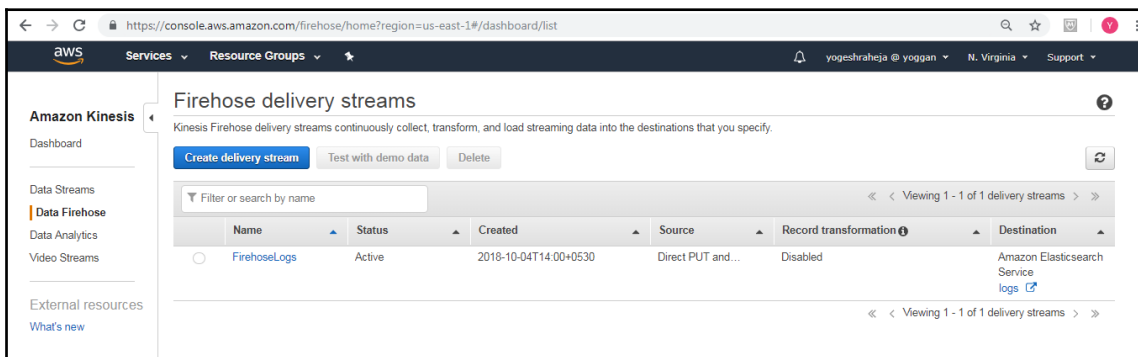 https://console.aws.amazon.com/firehose/home?region=us-east-1#/dashboard/list
Y
aws
Services
Resource Groups
yogeshraheja @ yoggan
N. Virginia
Support
Amazon Kinesis
Dashboard
Data Streams
Data Firehose
Data Analytics
Video Streams
External resources
What's new
Firehose delivery streams
Kinesis Firehose delivery streams continuously collect, transform, and load streaming data into the destinations that you specify.
Create delivery stream
Test with demo data
Delete
Filter or search by name
« < Viewing 1 - 1 of 1 delivery streams > »
Name Status Created Source Record transformation Destination
FirehoseLogs Active 2018-10-04T14:00+0530 Direct PUT and... Disabled Amazon Elasticsearch
Service
logs
« < Viewing 1 - 1 of 1 delivery streams > »